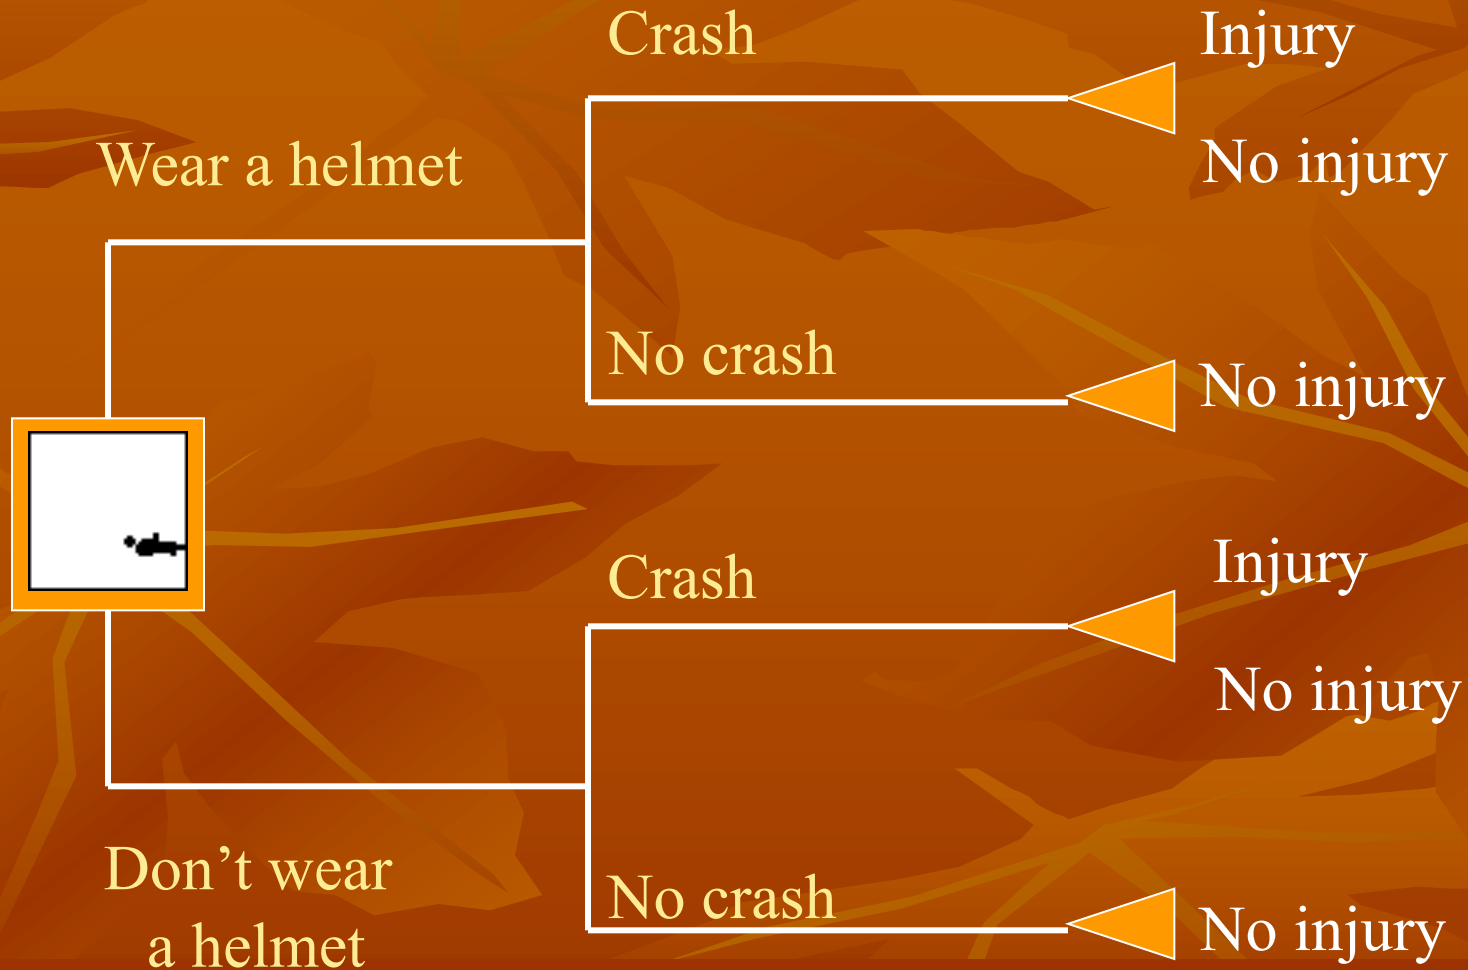 Crash
Injury
Wear a helmet
No injury
No crash
No injury
Crash
Injury
No injury
Don’t wear
a helmet
No crash
No injury